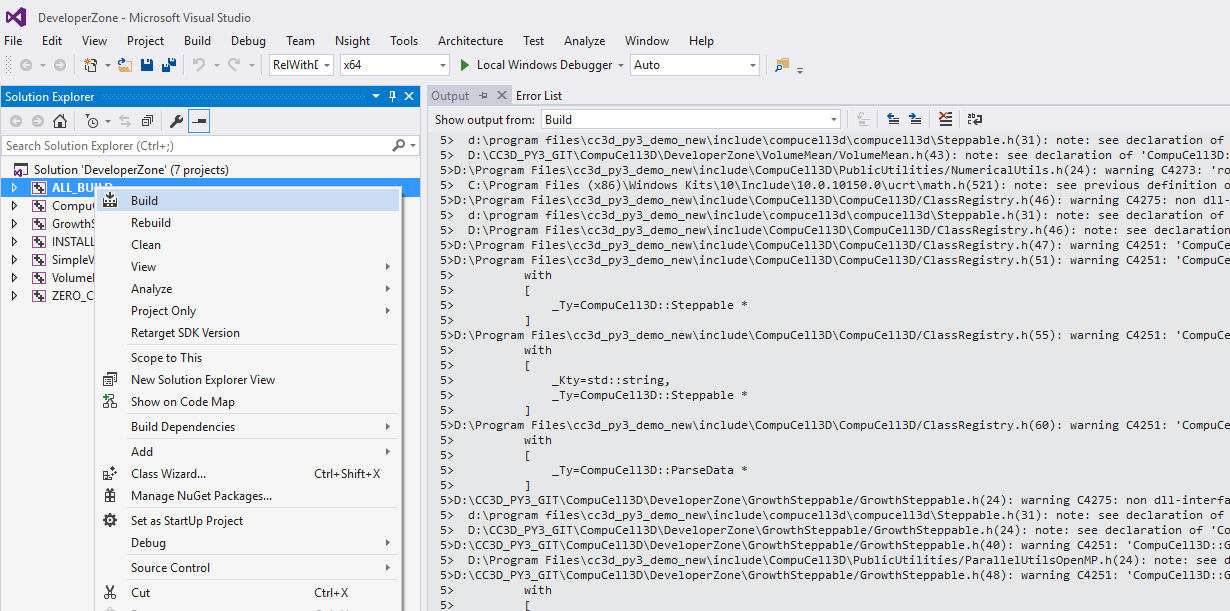 DeveloperZone - Microsoft Visual Studio
File Edit View Project Build Debug Team Nsight Tools Architecture Test Analyze Window Help
RelWithD x64 Local Windows Debugger Auto
Solution Explorer
Search Solution Explorer (Ctrl+;)
Solution 'DeveloperZone' (7 projects)
ALL_BUILD
CompuC
GrowthS
INSTALL
SimpleV
VolumeM
ZERO_C
Build
Rebuild
Clean
View
Analyze
Project Only
Retarget SDK Version
Scope to This
New Solution Explorer View
Show on Code Map
Build Dependencies
Add
Class Wizard... Ctrl+Shift+X
Manage NuGet Packages...
Set as StartUp Project
Debug
Source Control
Cut Ctrl+X
Output Error List
Show output from: Build
5> d:\program files\cc3d_py3_demo_new\include\compucell3d\compucell3d\Steppable.h(31): note: see declaration of
5> D:\CC3D_PY3_GIT\CompuCell3D\DeveloperZone\VolumeMean/VolumeMean.h(43): note: see declaration of 'CompuCell3D:
5>D:\Program Files\cc3d_py3_demo_new\include\CompuCell3D\PublicUtilities/NumericalUtils.h(24): warning C4273: 'ro
5> C:\Program Files (x86)\Windows Kits\10\Include\10.0.10150.0\ucrt\math.h(521): note: see previous definition o
5>D:\Program Files\cc3d_py3_demo_new\include\CompuCell3D\CompuCell3D/ClassRegistry.h(46): warning C4275: non dll-
5> d:\program files\cc3d_py3_demo_new\include\compucell3d\compucell3d\Steppable.h(31): note: see declaration of
5> D:\Program Files\cc3d_py3_demo_new\include\CompuCell3D\CompuCell3D/ClassRegistry.h(46): note: see declaration
5>D:\Program Files\cc3d_py3_demo_new\include\CompuCell3D\CompuCell3D/ClassRegistry.h(47): warning C4251: 'CompuCe
5>D:\Program Files\cc3d_py3_demo_new\include\CompuCell3D\CompuCell3D/ClassRegistry.h(51): warning C4251: 'CompuCe
5> with
5> [
5> _Ty=CompuCell3D::Steppable *
5> ]
5>D:\Program Files\cc3d_py3_demo_new\include\CompuCell3D\CompuCell3D/ClassRegistry.h(55): warning C4251: 'CompuCe
5> with
5> [
5> _Kty=std::string,
5> _Ty=CompuCell3D::Steppable *
5> ]
5>D:\Program Files\cc3d_py3_demo_new\include\CompuCell3D\CompuCell3D/ClassRegistry.h(60): warning C4251: 'CompuCe
5> with
5> [
5> _Ty=CompuCell3D::ParseData *
5> ]
5>D:\CC3D_PY3_GIT\CompuCell3D\DeveloperZone\GrowthSteppable/GrowthSteppable.h(24): warning C4275: non dll-interfa
5> d:\program files\cc3d_py3_demo_new\include\compucell3d\compucell3d\Steppable.h(31): note: see declaration of
5> D:\CC3D_PY3_GIT\CompuCell3D\DeveloperZone\GrowthSteppable/GrowthSteppable.h(24): note: see declaration of 'Co
5>D:\CC3D_PY3_GIT\CompuCell3D\DeveloperZone\GrowthSteppable/GrowthSteppable.h(40): warning C4251: 'CompuCell3D::G
5> D:\Program Files\cc3d_py3_demo_new\include\CompuCell3D\PublicUtilities/ParallelUtilsOpenMP.h(24): note: see d
5>D:\CC3D_PY3_GIT\CompuCell3D\DeveloperZone\GrowthSteppable/GrowthSteppable.h(48): warning C4251: 'CompuCell3D::G
5> with
5> [